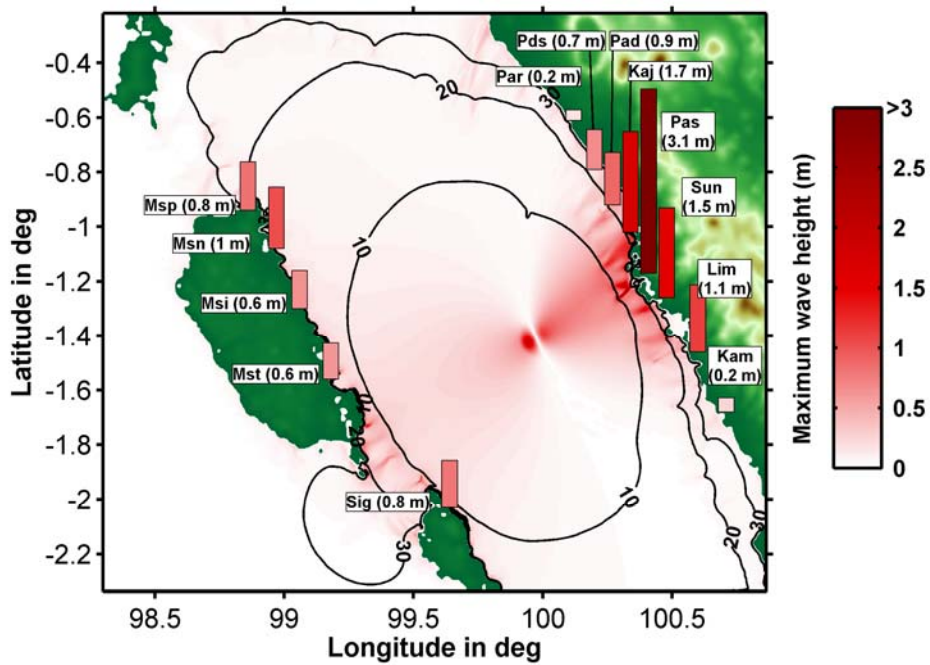 Pds (0.7 m)
Pad (0.9 m)
Par (0.2 m)
Kaj (1.7 m)
Pas
(3.1 m)
Sun
(1.5 m)
Lim
(1.1 m)
Kam
(0.2 m)
Msp (0.8 m)
Msn (1 m)
Msi (0.6 m)
Mst (0.6 m)
Sig (0.8 m)
20
30
20
10
10
20
30
10
20
30
-0.4
-0.6
-0.8
-1
-1.2
-1.4
-1.6
-1.8
-2
-2.2
Latitude in deg
98.5
99
99.5
100
100.5
Longitude in deg
>3
2.5
2
1.5
1
0.5
0
Maximum wave height (m)